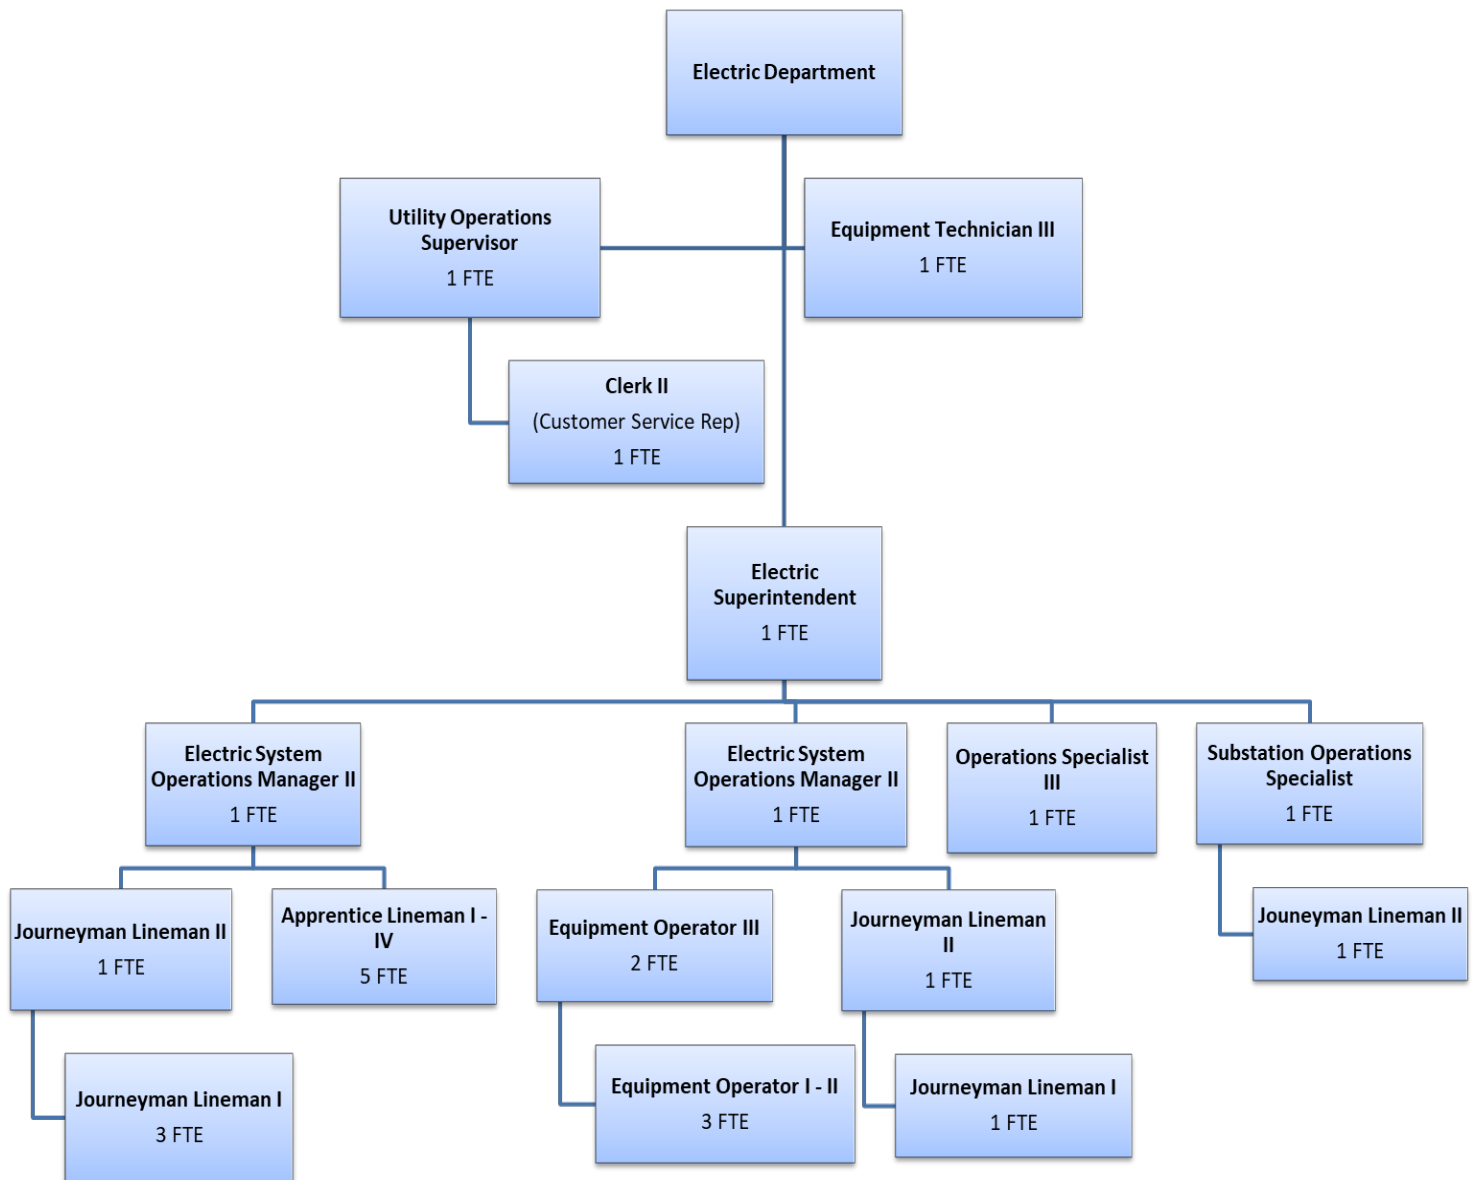 Electric Department
Utility Operations
Supervisor
1 FTE
Equipment Technician III
1 FTE
Clerk II
(Customer Service Rep)
1 FTE
Electric
Superintendent
1 FTE
Electric System
Operations Manager II
1 FTE
Electric System
Operations Manager II
1 FTE
Operations Specialist
III
1 FTE
Substation Operations
Specialist
1 FTE
Journeyman Lineman II
1 FTE
Apprentice Lineman I -
IV
5 FTE
Equipment Operator III
2 FTE
Journeyman Lineman
II
1 FTE
Jouneyman Lineman II
1 FTE
Journeyman Lineman I
3 FTE
Equipment Operator I - II
3 FTE
Journeyman Lineman I
1 FTE